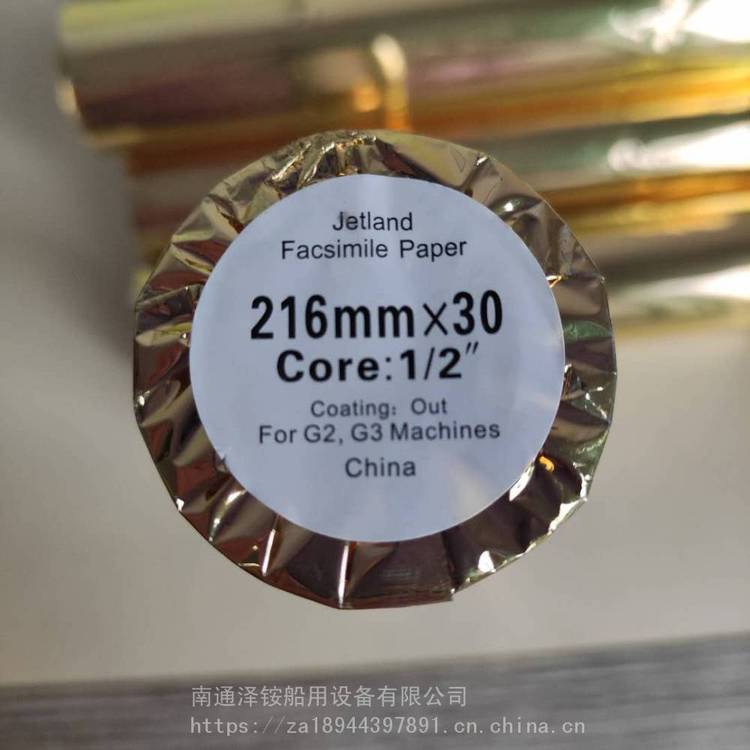 Jetland
Facsimile Paper
216mm×30
Core:1/2″
Coating: Out
For G2, G3 Machines
China
南通泽铵船用设备有限公司
https://za18944397891.cn.china.cn